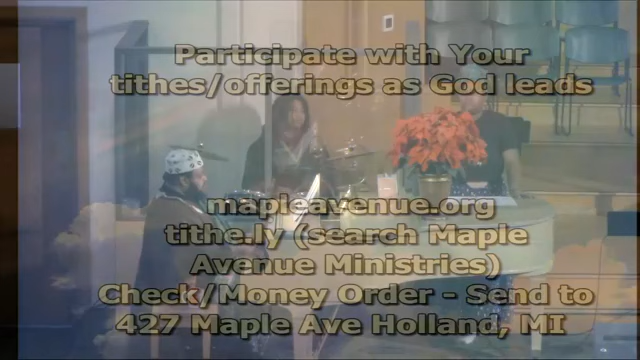 Participate with Your
tithes/offerings as God leads
mapleavenue.org
tithe.ly (search Maple
Avenue Ministries)
Check/Money Order - Send to
427 Maple Ave Holland, MI